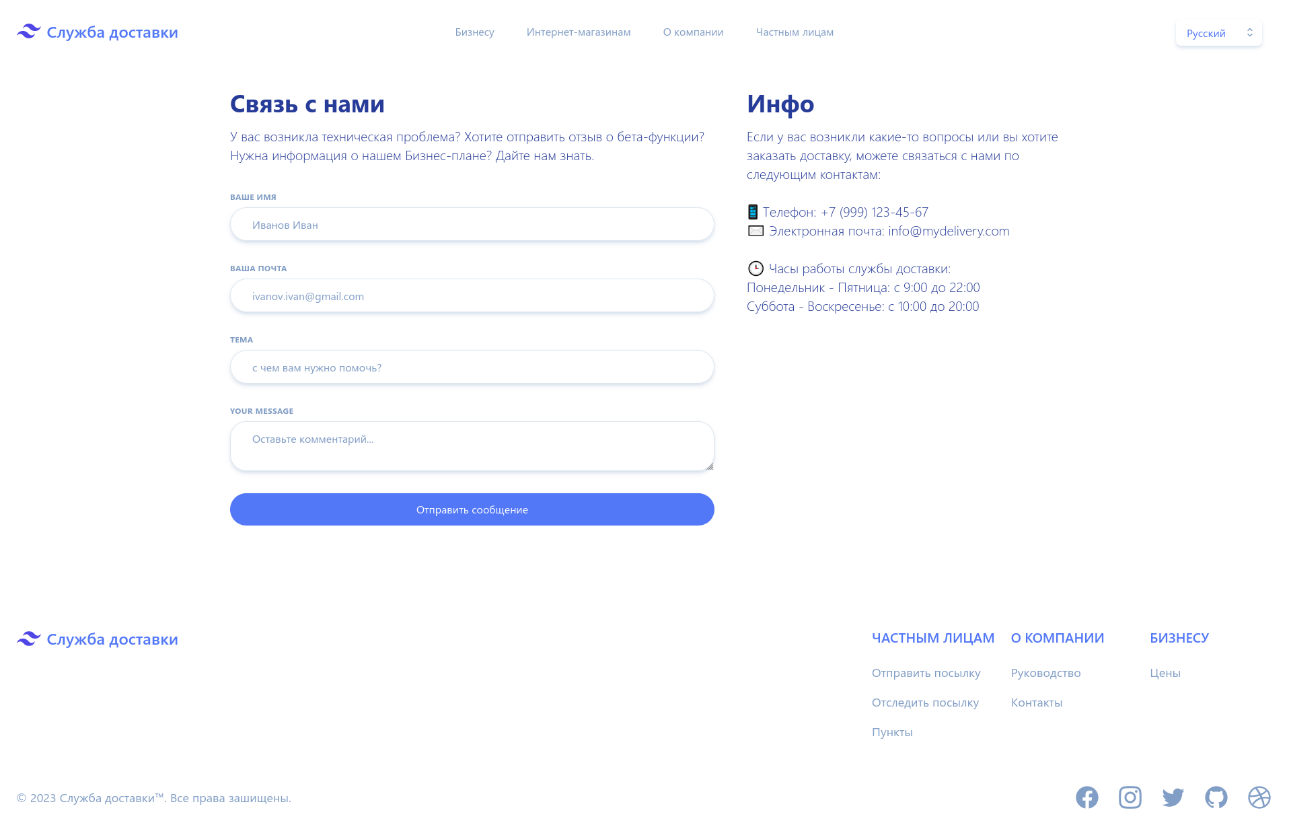 Служба доставки
Бизнесу
Интернет-магазинам
О компании
Частным лицам
Русский
Связь с нами
У вас возникла техническая проблема? Хотите отправить отзыв о бета-функции?
Нужна информация о нашем Бизнес-плане? Дайте нам знать.
ВАШЕ ИМЯ
Иванов Иван
ВАША ПОЧТА
ivanov.ivan@gmail.com
ТЕМА
с чем вам нужно помочь?
YOUR MESSAGE
Оставьте комментарий...
Отправить сообщение
Инфо
Если у вас возникли какие-то вопросы или вы хотите
заказать доставку, можете связаться с нами по
следующим контактам:
Телефон: +7 (999) 123-45-67
Электронная почта: info@mydelivery.com
Часы работы службы доставки:
Понедельник - Пятница: с 9:00 до 22:00
Суббота - Воскресенье: с 10:00 до 20:00
Служба доставки
ЧАСТНЫМ ЛИЦАМ
Отправить посылку
Отследить посылку
Пункты
О КОМПАНИИ
Руководство
Контакты
БИЗНЕСУ
Цены
© 2023 Служба доставки™. Все права зашищены.